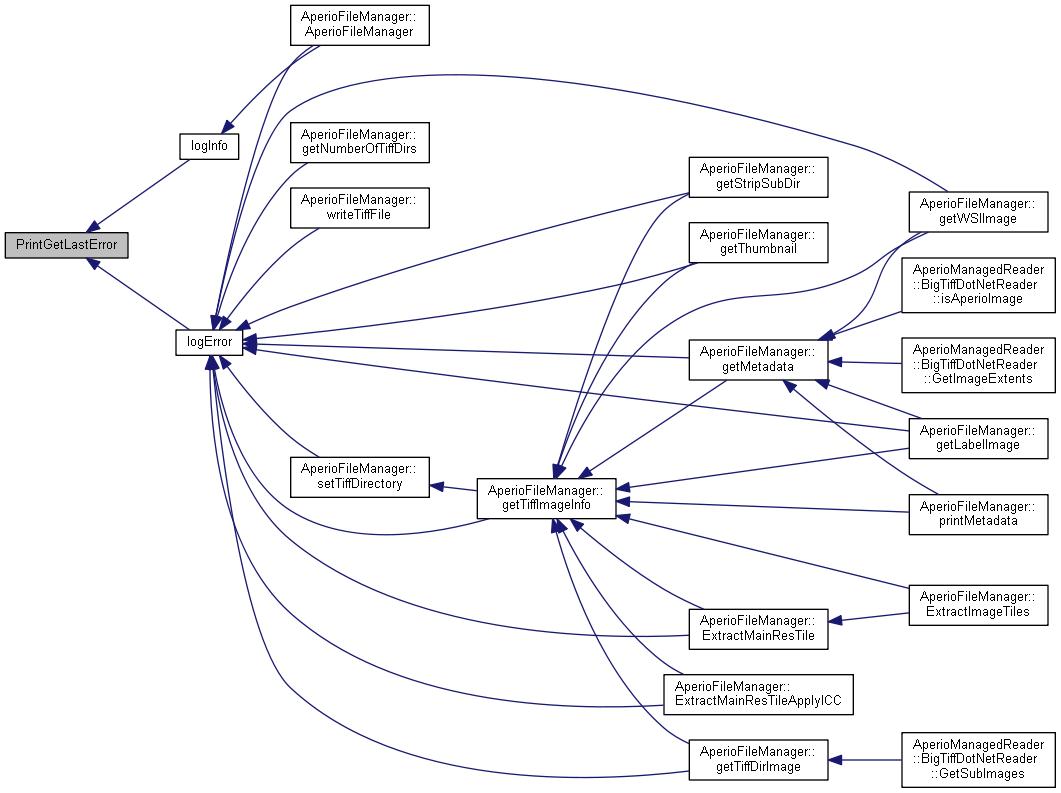 AperioFileManager::
AperioFileManager
logInfo
AperioFileManager::
getNumberOfTiffDirs
AperioFileManager::
writeTiffFile
PrintGetLastError
logError
AperioFileManager::
setTiffDirectory
AperioFileManager::
getTiffImageInfo
AperioFileManager::
getStripSubDir
AperioFileManager::
getThumbnail
AperioFileManager::
getMetadata
AperioFileManager::
ExtractMainResTile
AperioFileManager::
ExtractMainResTileApplyICC
AperioFileManager::
getTiffDirImage
AperioFileManager::
getWSIImage
AperioManagedReader
::BigTiffDotNetReader
::isAperioImage
AperioManagedReader
::BigTiffDotNetReader
::GetImageExtents
AperioFileManager::
getLabelImage
AperioFileManager::
printMetadata
AperioFileManager::
ExtractImageTiles
AperioManagedReader
::BigTiffDotNetReader
::GetSubImages